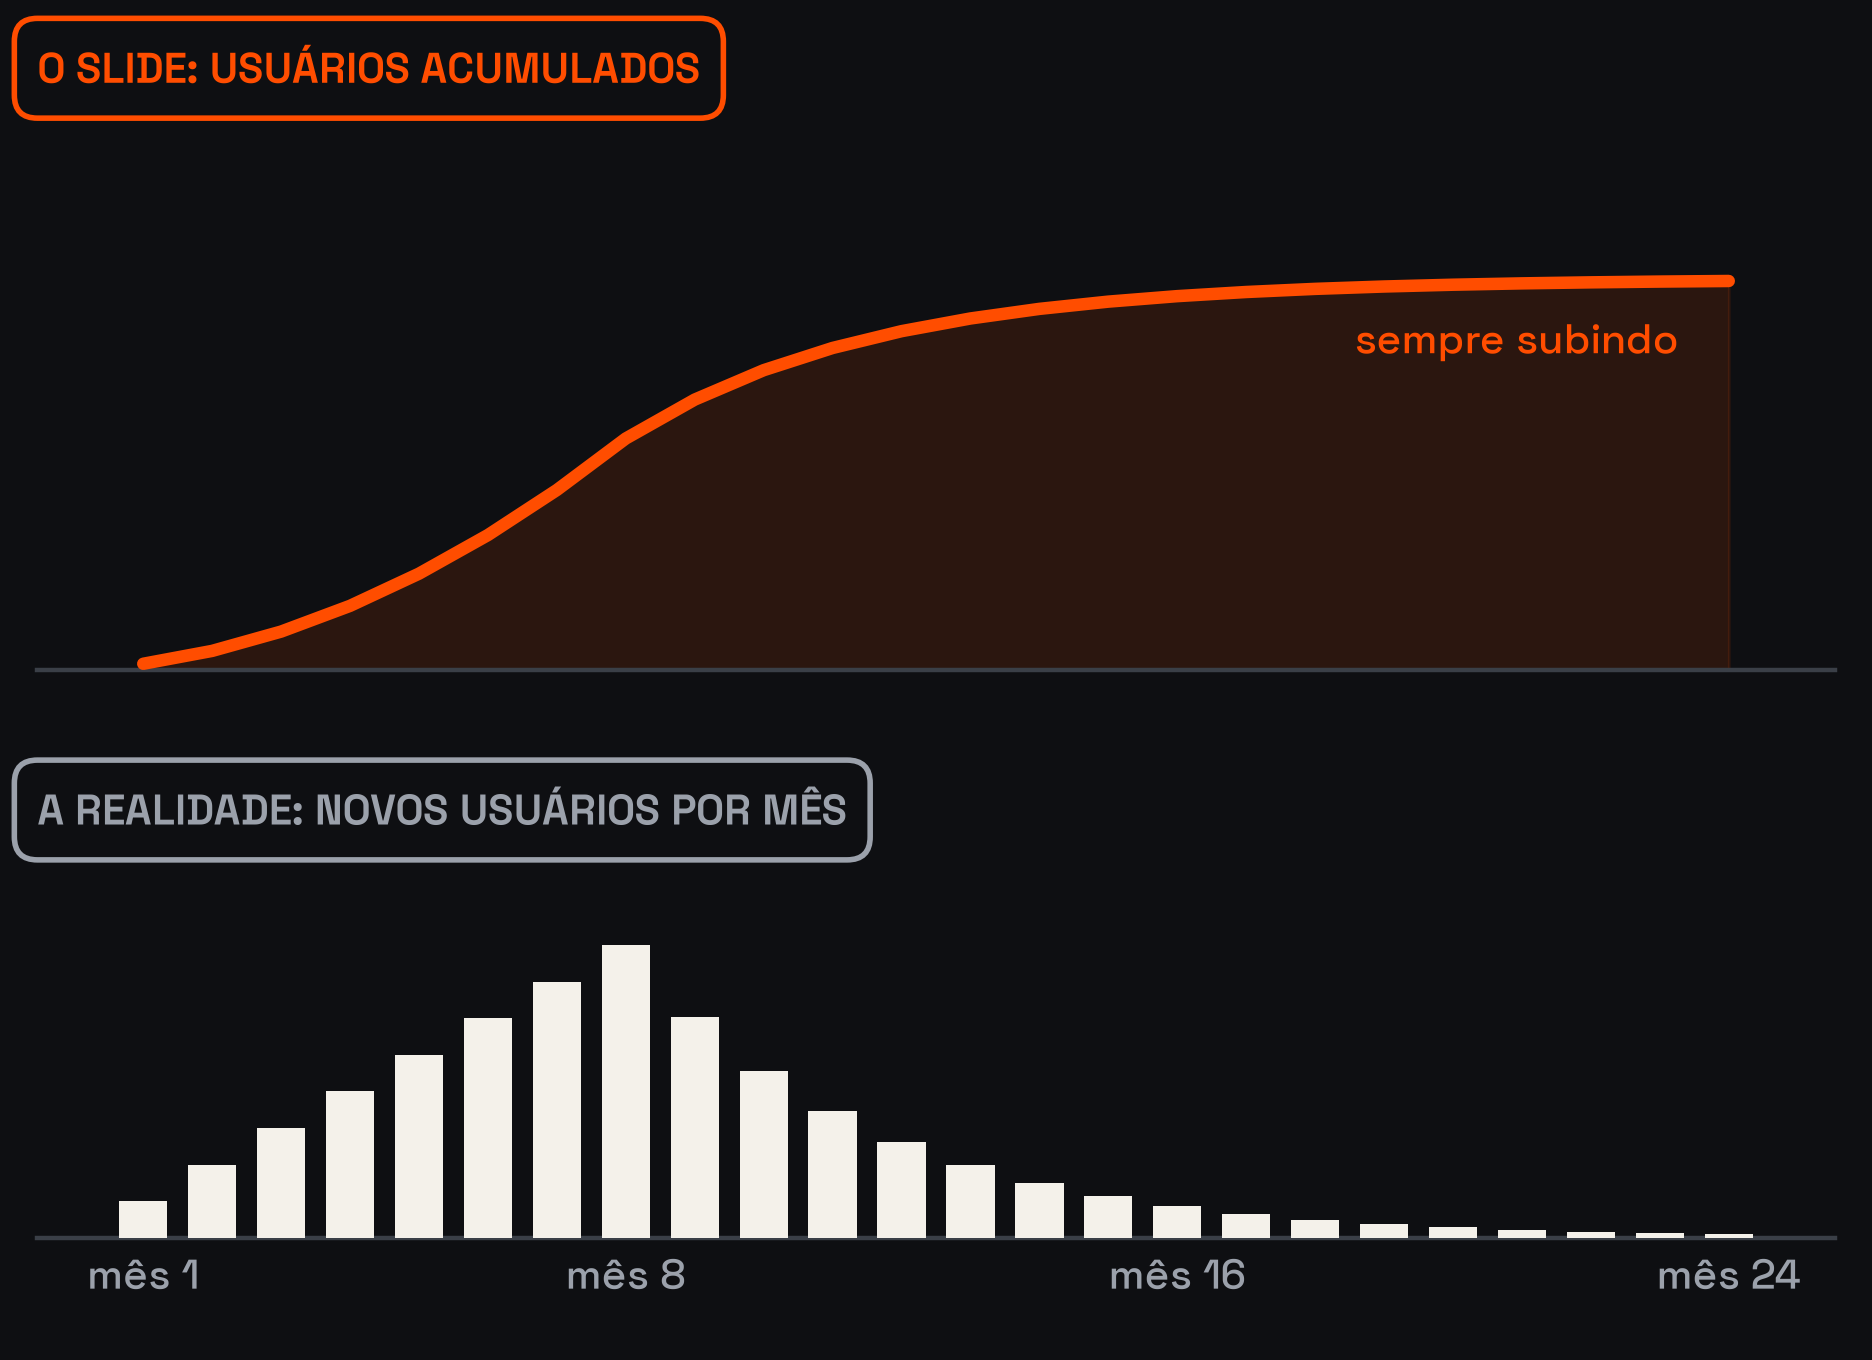 O SLIDE: USUÁRIOS ACUMULADOS
sempre subindo
A REALIDADE: NOVOS USUÁRIOS POR MÊS
mês 1
mês 8
mês 16
mês 24